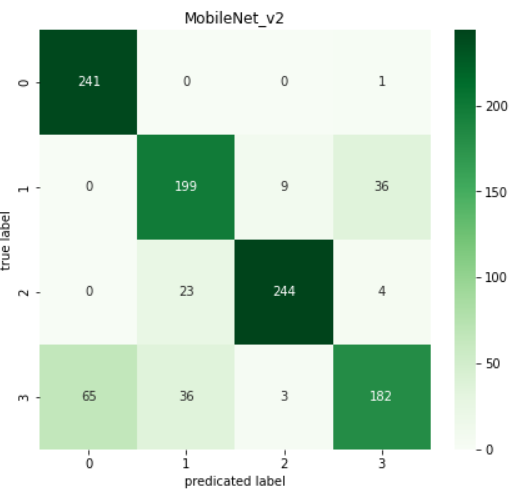 MobileNet_v2
0 241 0 0 1
1 0 199 9 36
2 0 23 244 4
3 65 36 3 182
0 1 2 3
predicated label
true label
200
150
100
50
0